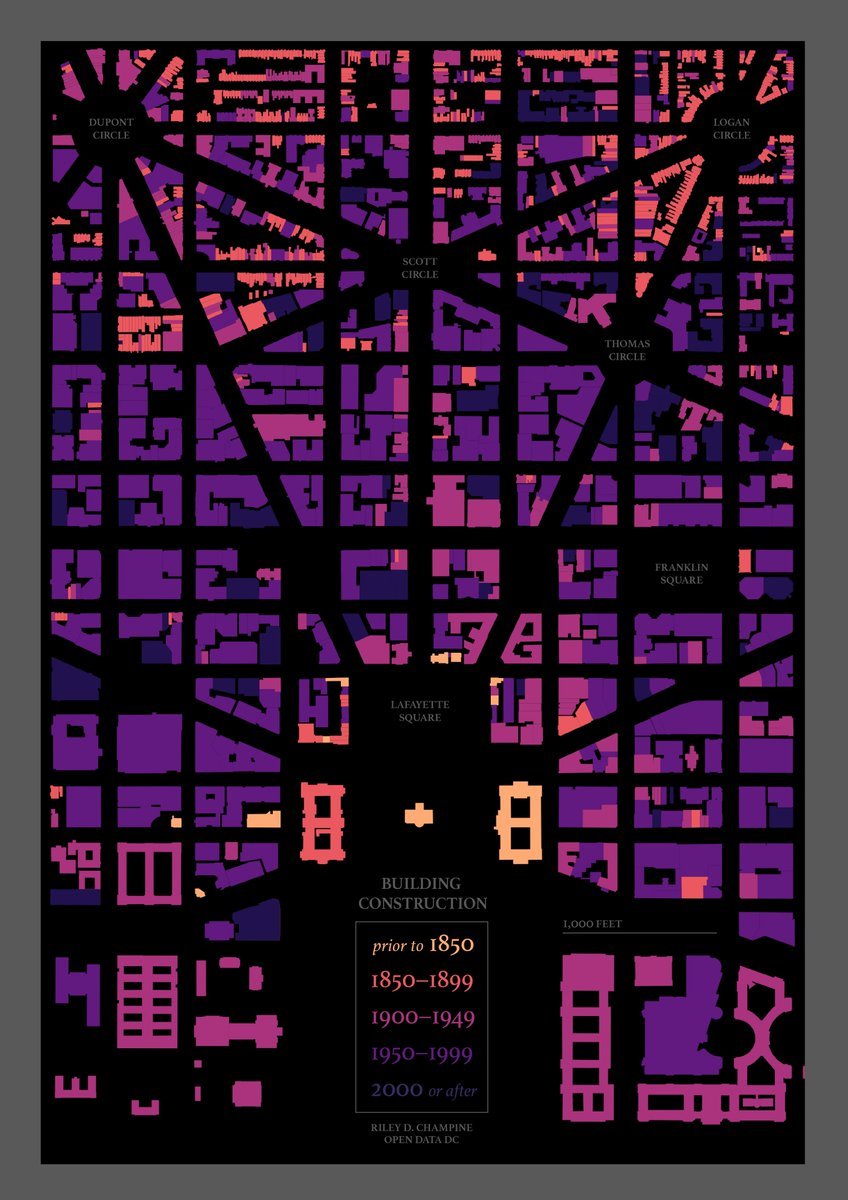 DUPONT
CIRCLE
LOGAN
CIRCLE
SCOTT
CIRCLE
THOMAS
CIRCLE
FRANKLIN
SQUARE
LAFAYETTE
SQUARE
BUILDING
CONSTRUCTION
1,000 FEET
prior to 1850
1850–1899
1900–1949
1950–1999
2000 or after
RILEY D. CHAMPINE
OPEN DATA DC